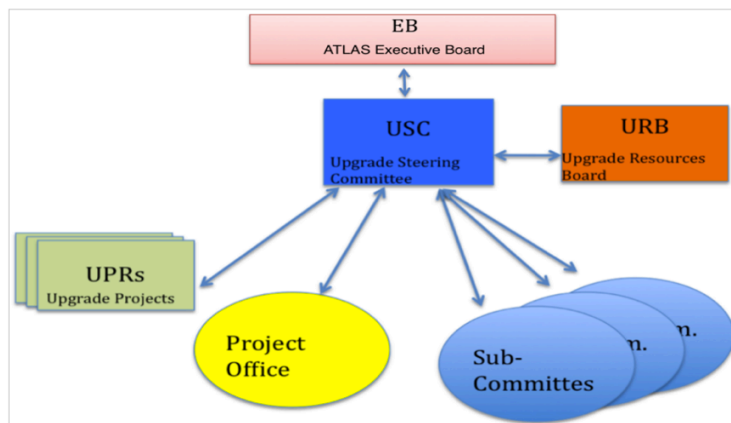 EB
ATLAS Executive Board
USC
Upgrade Steering
Committee
URB
Upgrade Resources
Board
UPRs
Upgrade Projects
Project
Office
Sub-
Committes
m.
m.